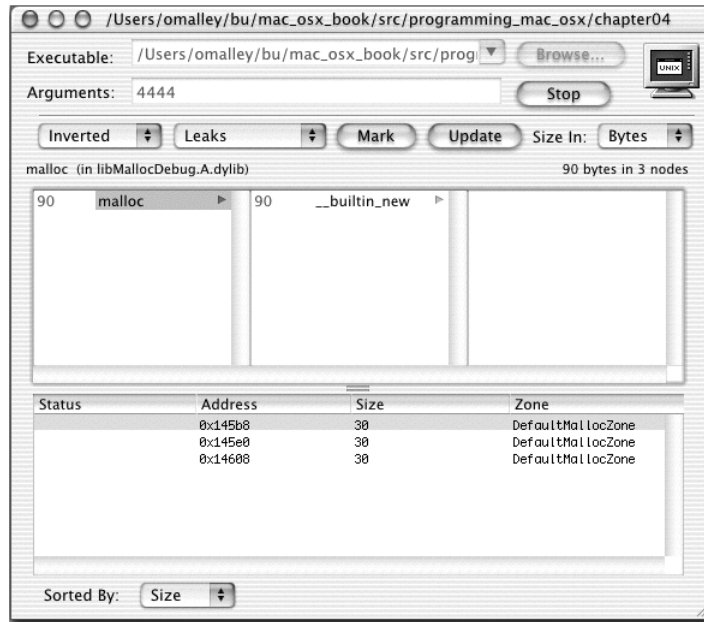 /Users/omalley/bu/mac_osx_book/src/programming_mac_osx/chapter04
Executable: /Users/omalley/bu/mac_osx_book/src/prog Browse...
UNIX
Arguments: 4444 Stop
Inverted Leaks Mark Update Size In: Bytes
malloc (in libMallocDebug.A.dylib) 90 bytes in 3 nodes
90 malloc 90 __builtin_new
Status Address Size Zone
0x145b8 30 DefaultMallocZone
0x145e0 30 DefaultMallocZone
0x14608 30 DefaultMallocZone
Sorted By: Size